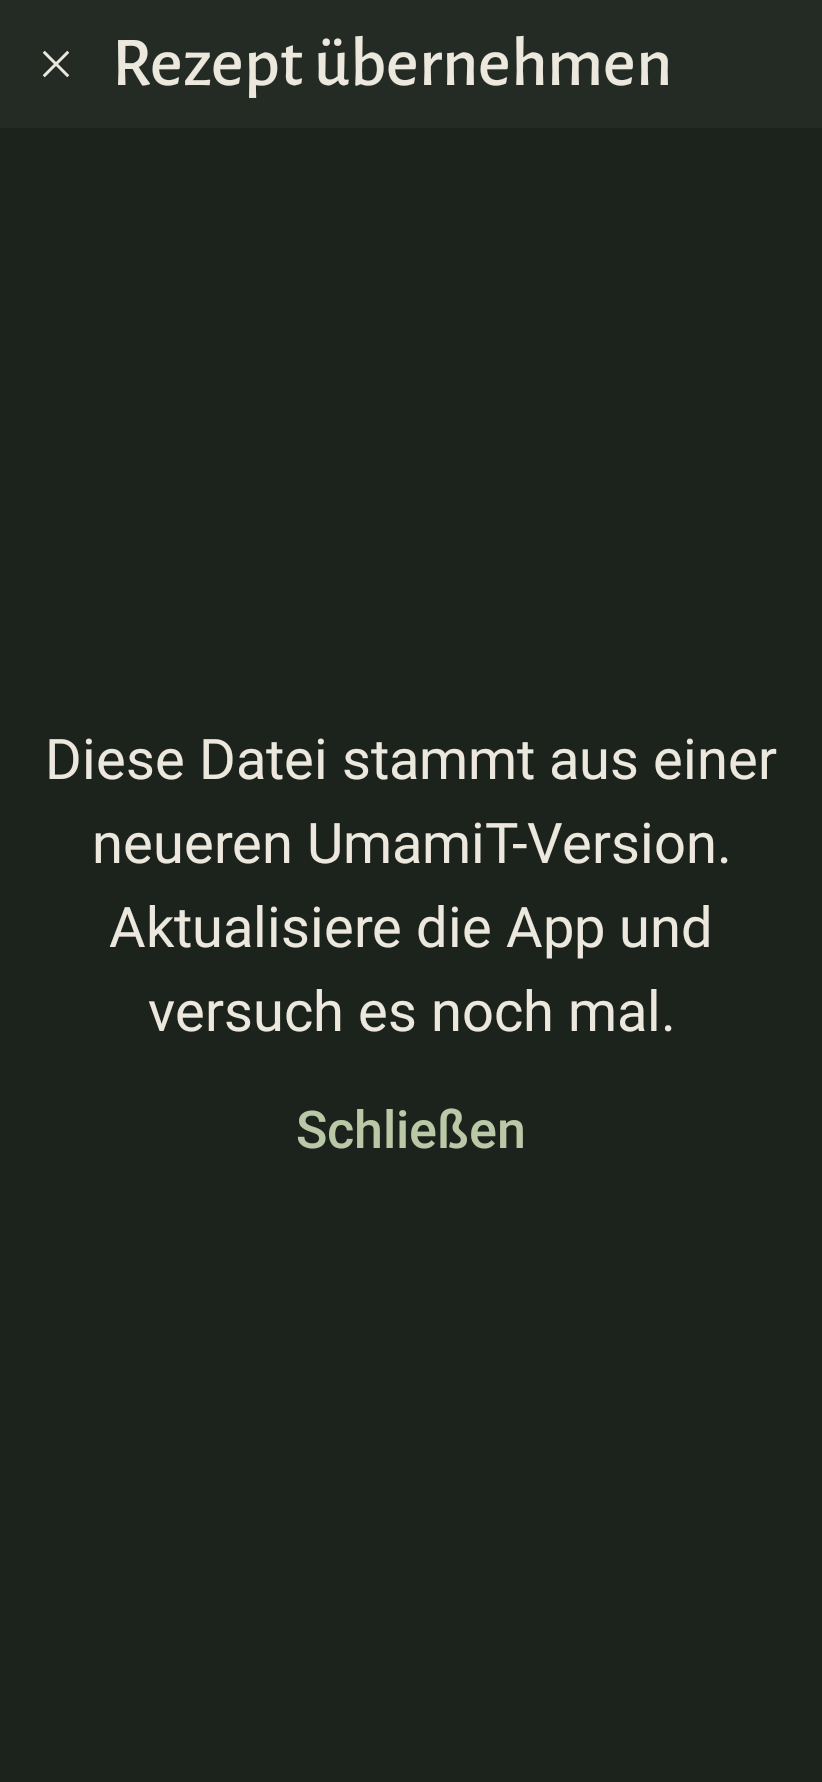 Rezept übernehmen
Diese Datei stammt aus einer
neueren UmamiT-Version.
Aktualisiere die App und
versuch es noch mal.
Schließen